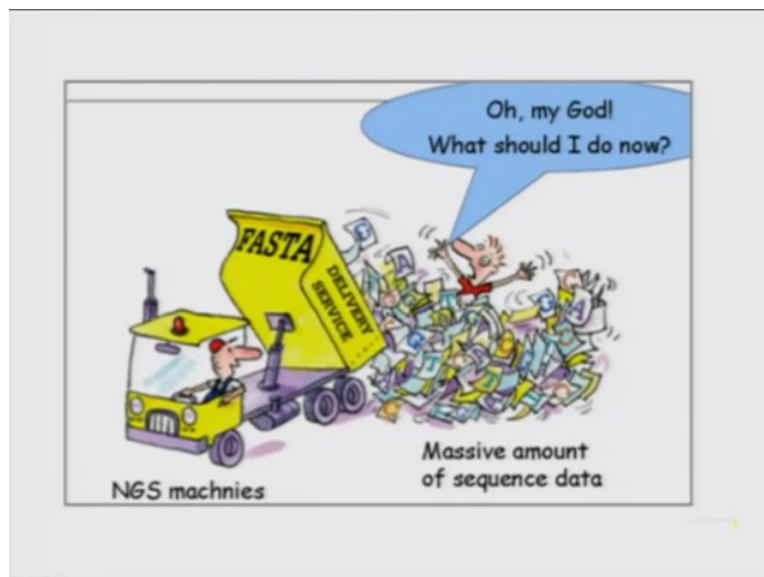 Oh, my God!
What should I do now?
FASTA
DELIVERY
SERVICE
Massive amount
of sequence data
NGS machnies